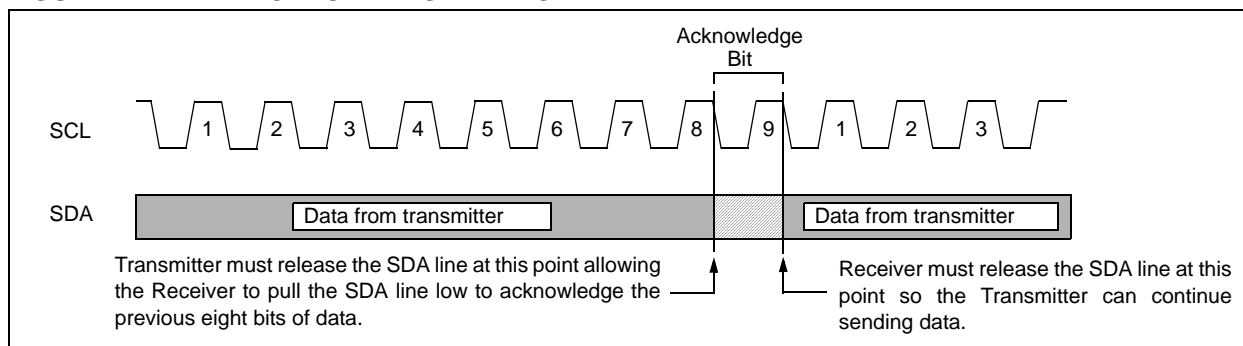 Acknowledge
Bit
SCL
1 2 3 4 5 6 7 8 9 1 2 3
SDA
Data from transmitter
Data from transmitter
Transmitter must release the SDA line at this point allowing
the Receiver to pull the SDA line low to acknowledge the
previous eight bits of data.
Receiver must release the SDA line at this
point so the Transmitter can continue
sending data.